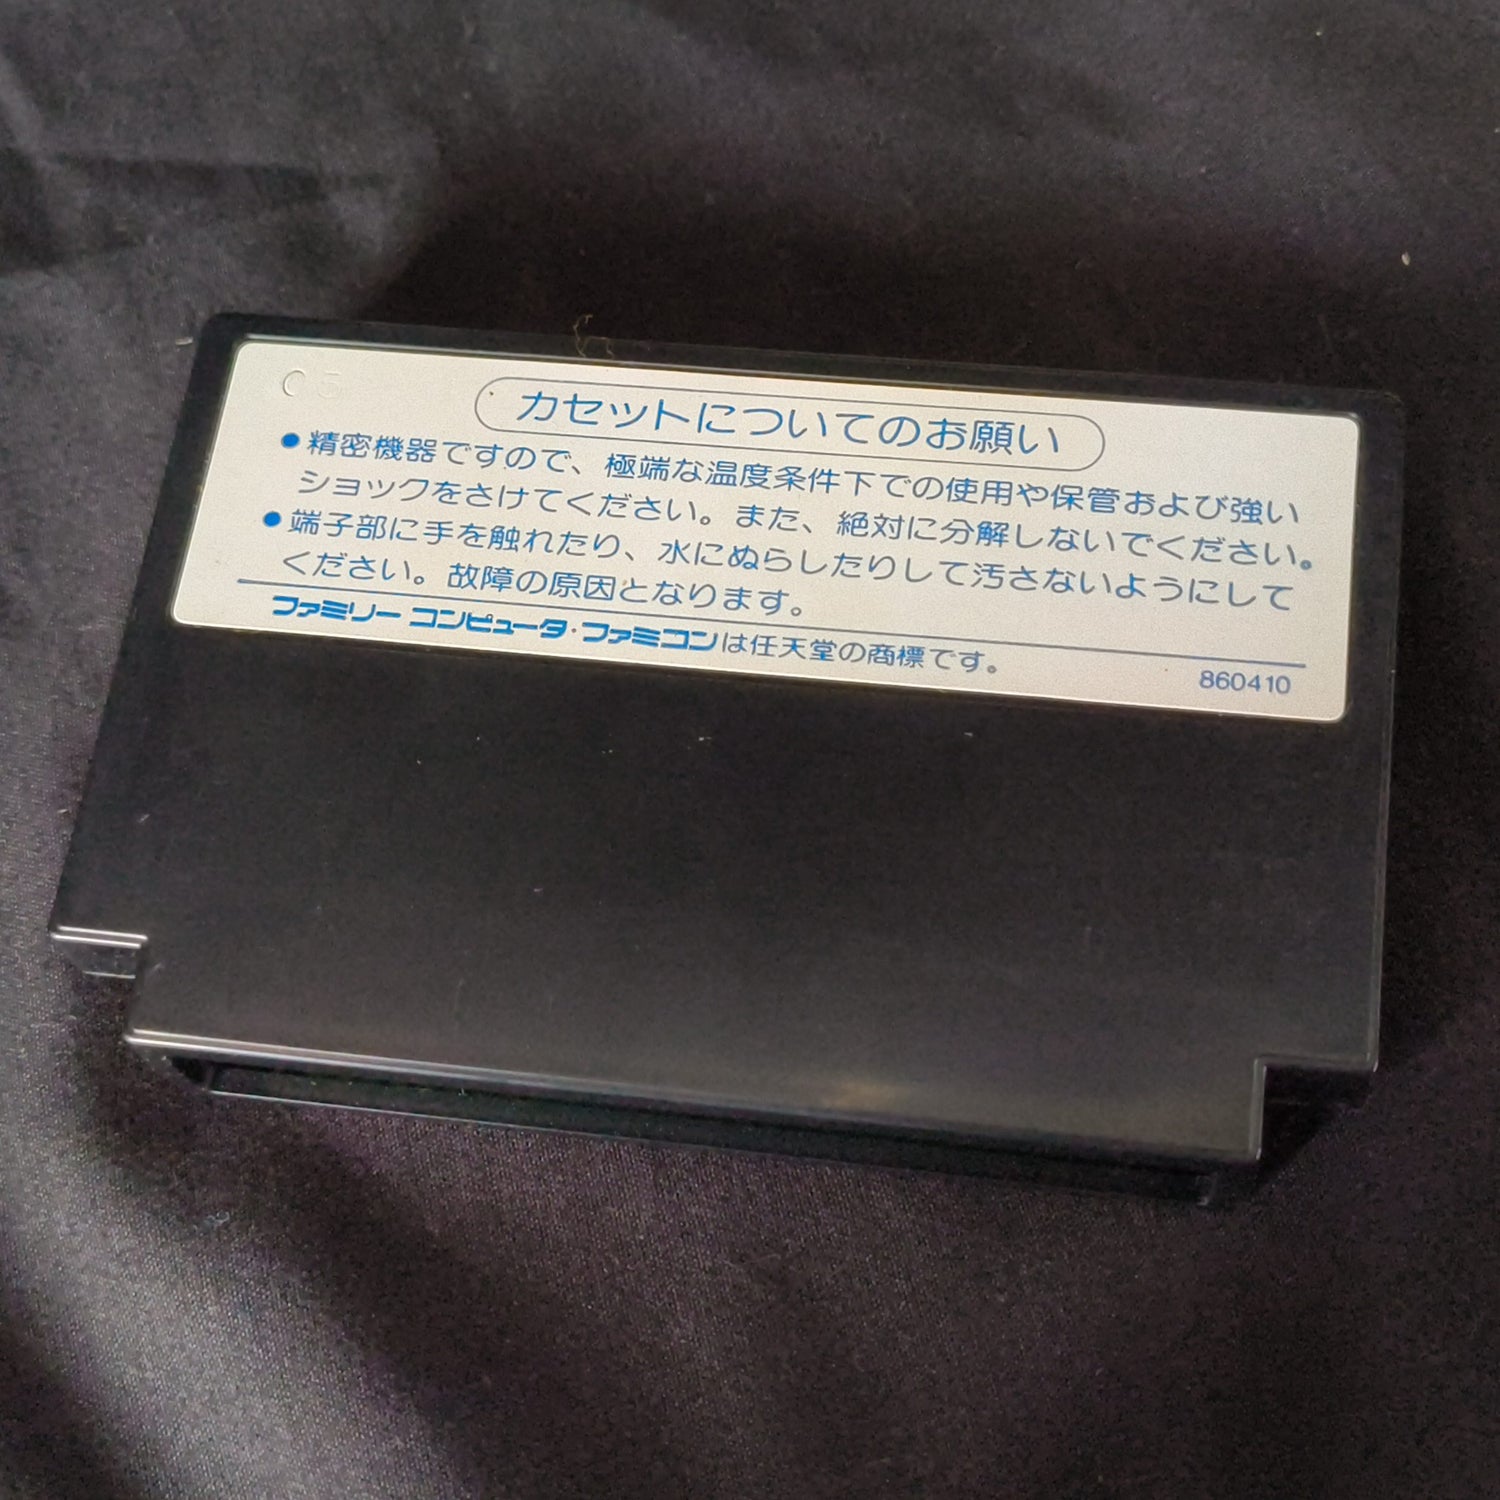 C5
カセットについてのお願い
●精密機器ですので、極端な温度条件下での使用や保管および強い
ショックをさけてください。また、絶対に分解しないでください。
●端子部に手を触れたり、水にぬらしたりして汚さないようにして
ください。故障の原因となります。
ファミリー コンピュータ・ファミコンは任天堂の商標です。
860410